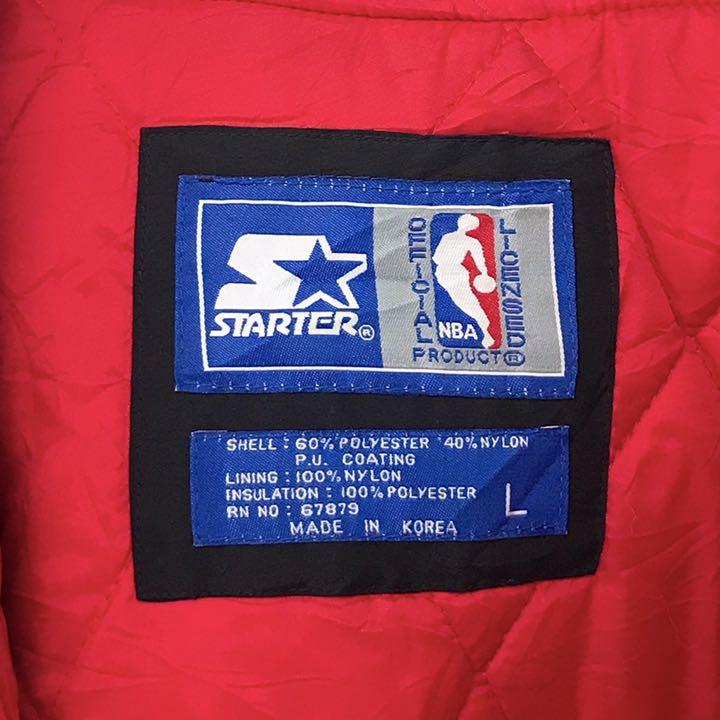 STARTER®
OFFICIAL
LICENSED
NBA
PRODUCT®
SHELL : 60% POLYESTER 40% NYLON
P.U. COATING
LINING : 100% NYLON
INSULATION : 100% POLYESTER
RN NO : 67879
MADE IN KOREA
L